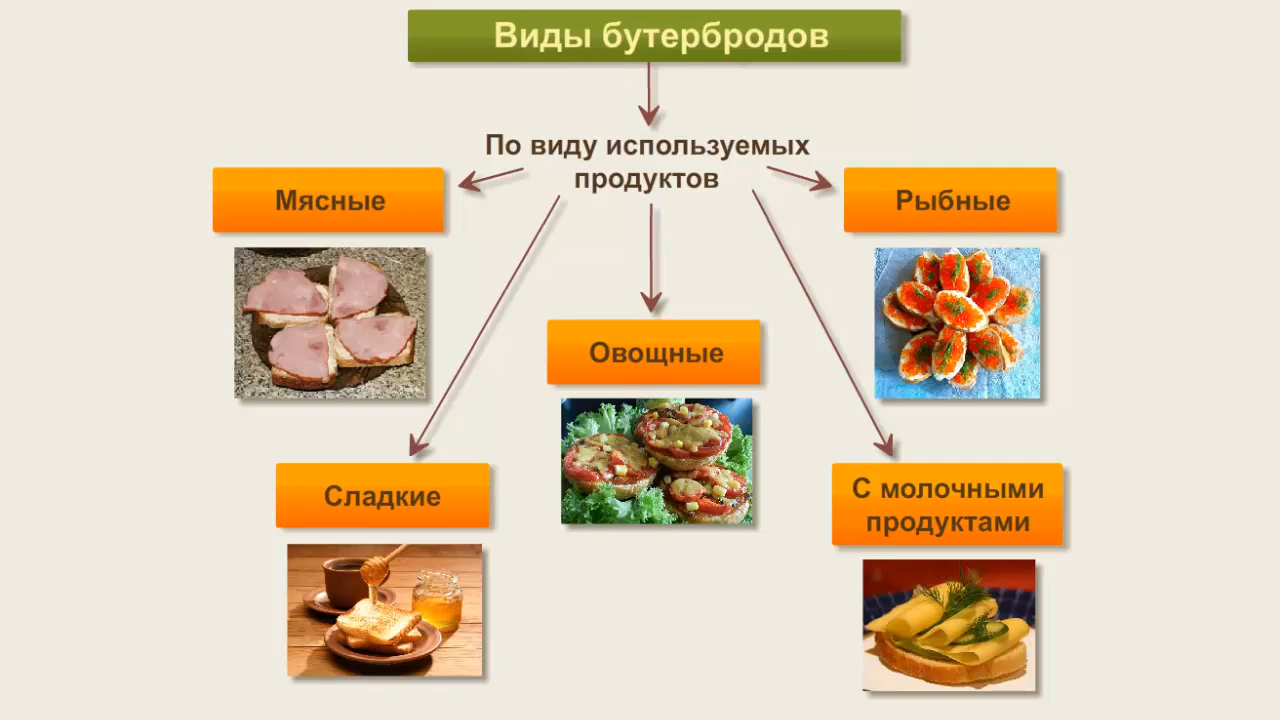 Виды бутербродов
По виду используемых
продуктов
Мясные
Рыбные
Овощные
Сладкие
С молочными
продуктами